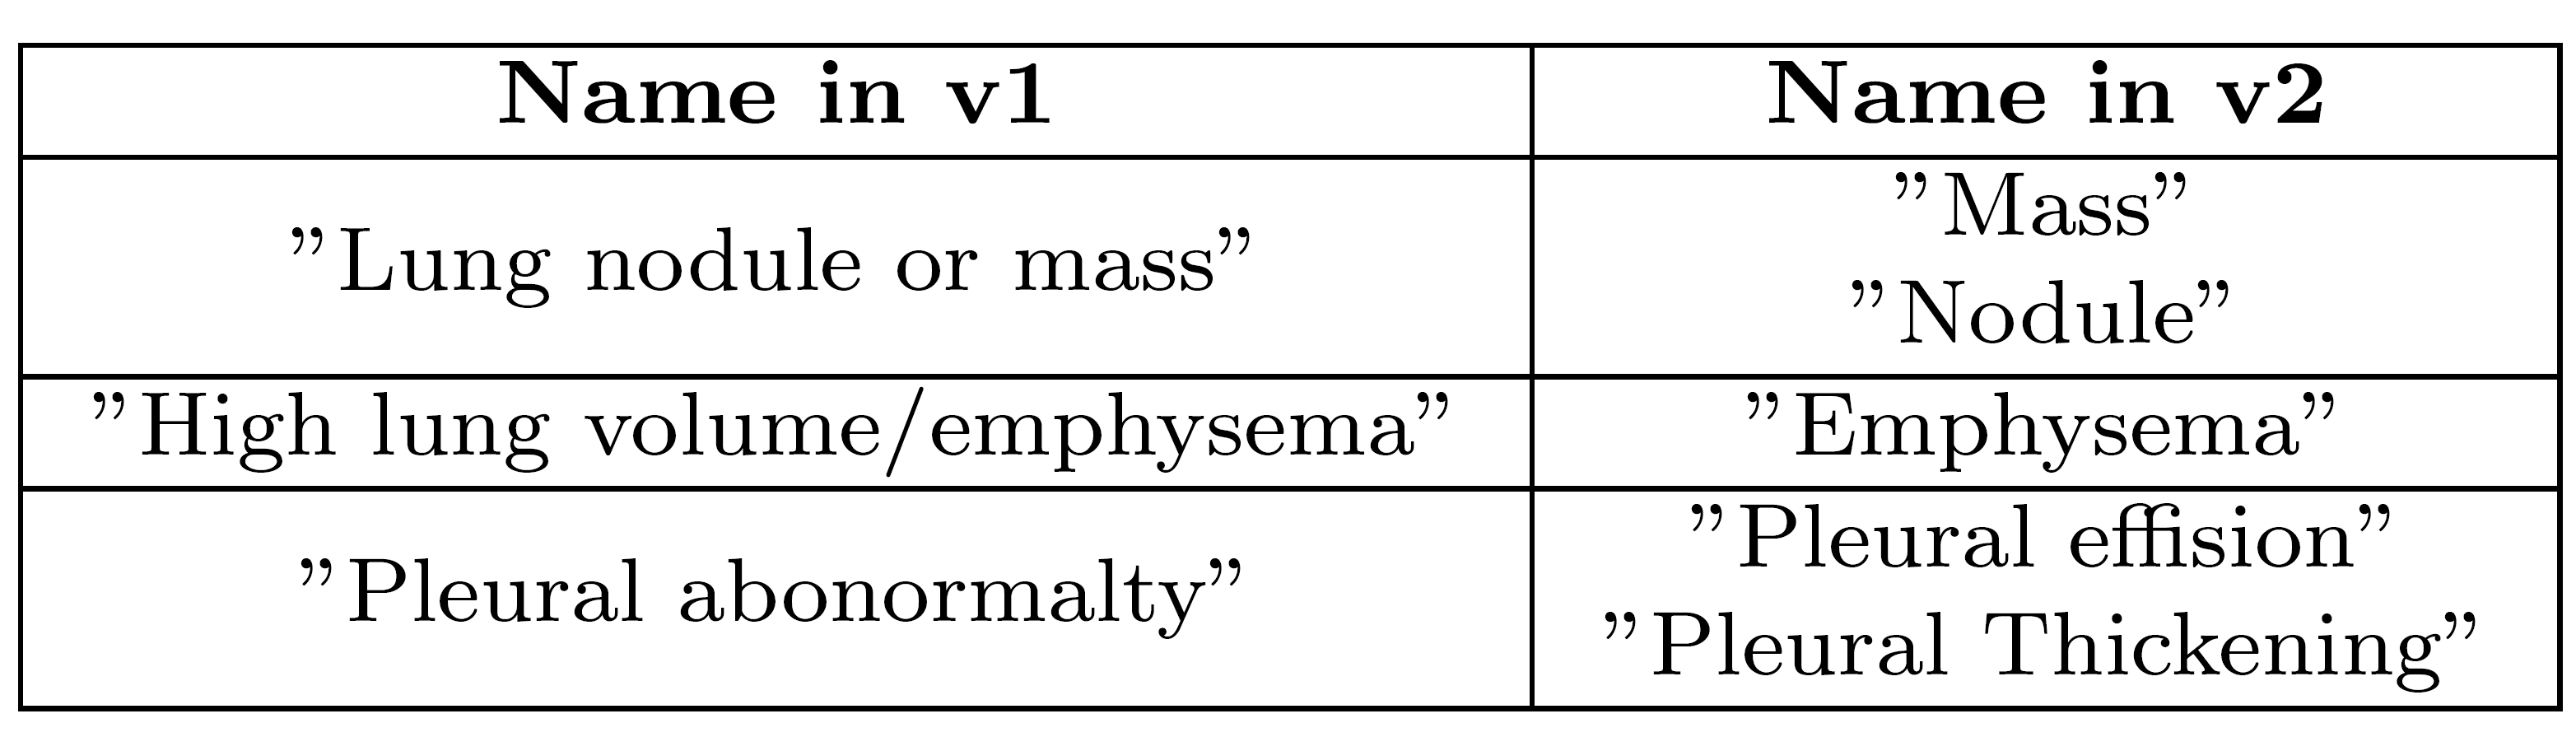 Name in v1 Name in v2
"Lung nodule or mass" "Mass"
"Nodule"
"High lung volume/emphysema" "Emphysema"
"Pleural abonormalty" "Pleural effision"
"Pleural Thickening"